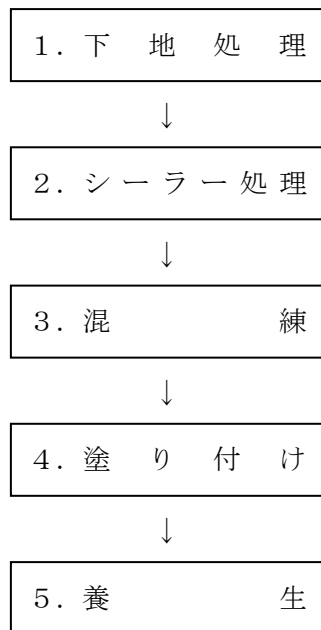 1. 下地処理
↓
2. シーラー処理
↓
3. 混練
↓
4. 塗り付け
↓
5. 養生